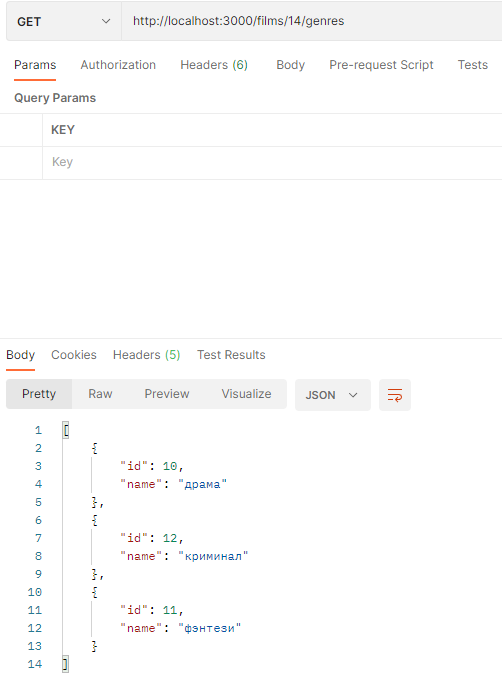 GET http://localhost:3000/films/14/genres
Params Authorization Headers (6) Body Pre-request Script Tests
Query Params
KEY
Key
Body Cookies Headers (5) Test Results
Pretty Raw Preview Visualize JSON
1 [
2 {
3 "id": 10,
4 "name": "драма"
5 },
6 {
7 "id": 12,
8 "name": "криминал"
9 },
10 {
11 "id": 11,
12 "name": "фэнтези"
13 }
14 ]